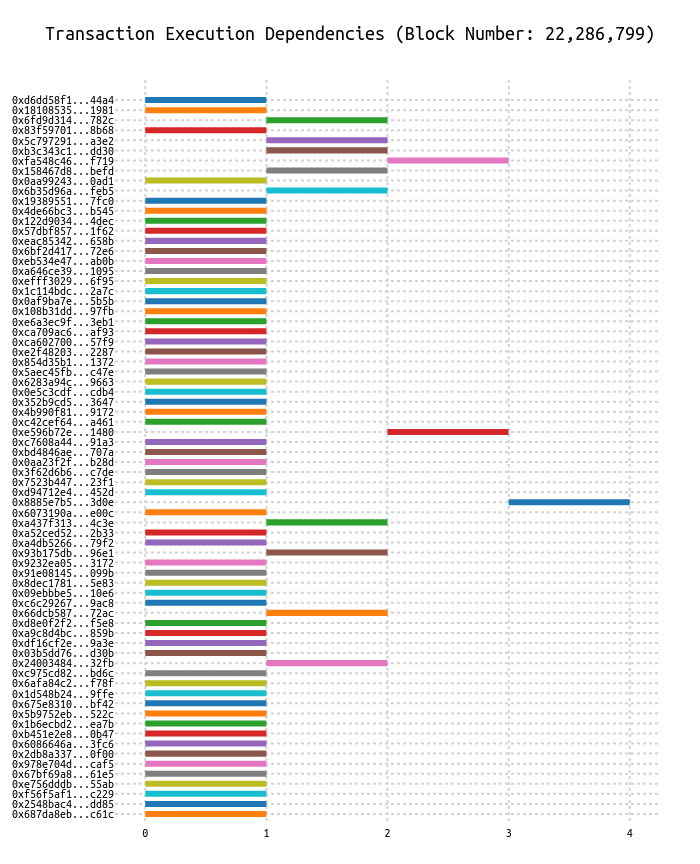 Transaction Execution Dependencies (Block Number: 22,286,799)
0xd6dd58f1...44a4
0x18108535...1981
0x6fd9d314...782c
0x83f59701...8b68
0x5c797291...a3e2
0xb3c343c1...dd30
0xfa548c46...f719
0x158467d8...befd
0x0aa99243...0ad1
0x6b35d96a...feb5
0x19389551...7fc0
0x4de66bc3...b545
0x122d9034...4dec
0x57dbf857...1f62
0xeac85342...658b
0x6bf2d417...72e6
0xeb534e47...ab0b
0xa646ce39...1095
0xefff3029...6f95
0x1c114bdc...2a7c
0x0af9ba7e...5b5b
0x108b31dd...97fb
0xe6a3ec9f...3eb1
0xca709ac6...af93
0xca602700...57f9
0xe2f48203...2287
0x854d35b1...1372
0x5aec45fb...c47e
0x6283a94c...9663
0x0e5c3cdf...cdb4
0x352b9cd5...3647
0x4b990f81...9172
0xc42cef64...a461
0xe596b72e...1480
0xc7608a44...91a3
0xbd4846ae...707a
0x0aa23f2f...b28d
0x3f62d6b6...c7de
0x7523b447...23f1
0xd94712e4...452d
0x8885e7b5...3d0e
0x6073190a...e00c
0xa437f313...4c3e
0xa52ced52...2b33
0xa4db5266...79f2
0x93b175db...96e1
0x9232ea05...3172
0x91e08145...099b
0x8dec1781...5e83
0x09ebbbe5...10e6
0xc6c29267...9ac8
0x66dcb587...72ac
0xd8e0f2f2...f5e8
0xa9c8d4bc...859b
0xdf16cf2e...9a3e
0x03b5dd76...d30b
0x24003484...32fb
0xc975cd82...bd6c
0x6afa84c2...f78f
0x1d548b24...9ffe
0x675e8310...bf42
0x5b9752eb...522c
0x1b6ecbd2...ea7b
0xb451e2e8...0b47
0x6086646a...3fc6
0x2db8a337...0f00
0x978e704d...caf5
0x67bf69a8...61e5
0xe756dddb...55ab
0xf56f5af1...c229
0x2548bac4...dd85
0x687da8eb...c61c
0 1 2 3 4